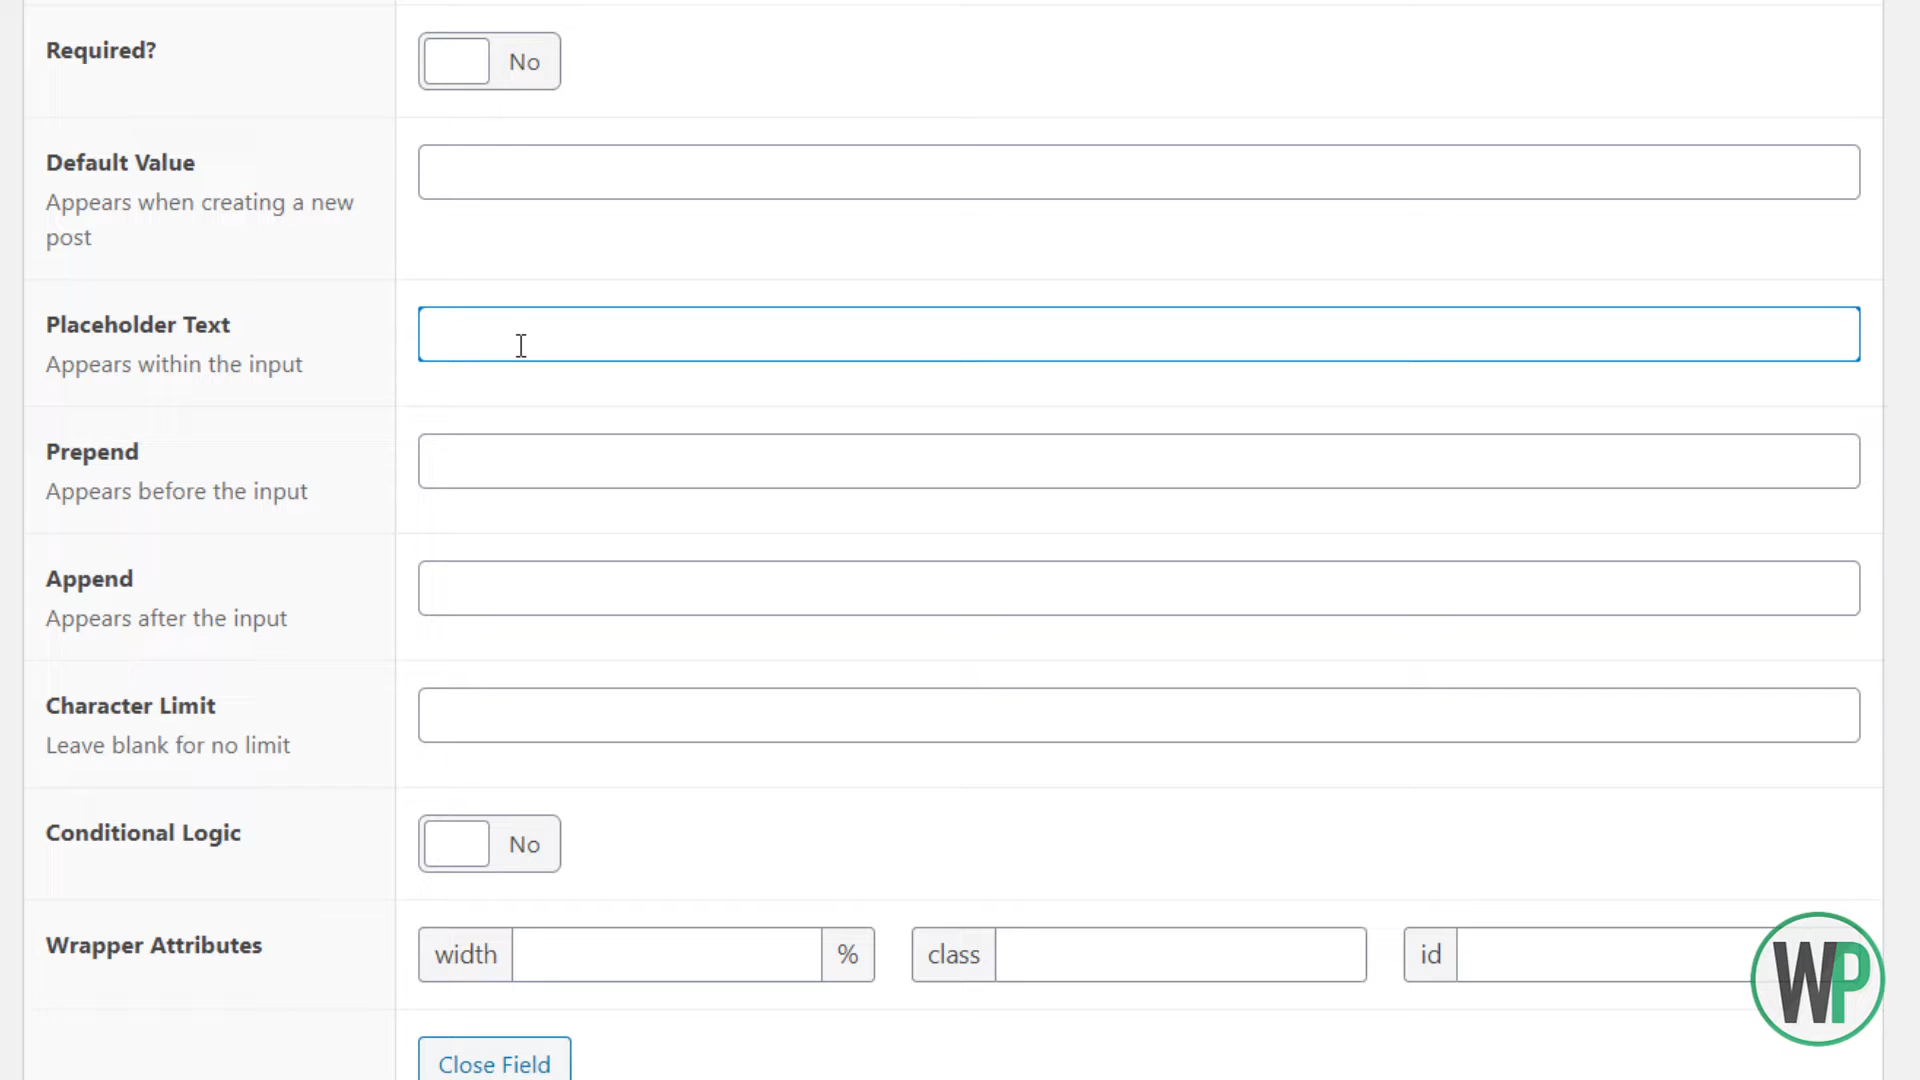 Required?
No
Default Value
Appears when creating a new
post
Placeholder Text
Appears within the input
Prepend
Appears before the input
Append
Appears after the input
Character Limit
Leave blank for no limit
Conditional Logic
No
Wrapper Attributes
width % class id
WP
Close Field